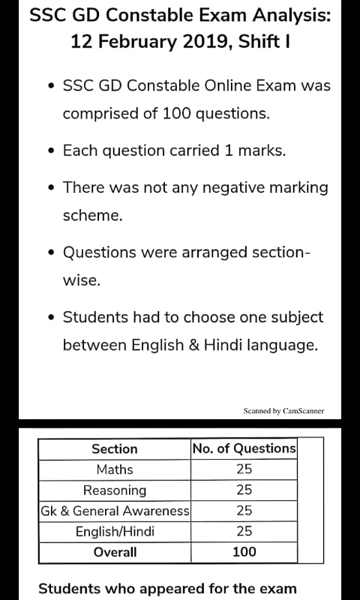 SSC GD Constable Exam Analysis:
12 February 2019, Shift I
• SSC GD Constable Online Exam was
comprised of 100 questions.
• Each question carried 1 marks.
• There was not any negative marking
scheme.
• Questions were arranged section-
wise.
• Students had to choose one subject
between English & Hindi language.
Scanned by CamScanner
Section No. of Questions
Maths 25
Reasoning 25
Gk & General Awareness 25
English/Hindi 25
Overall 100
Students who appeared for the exam